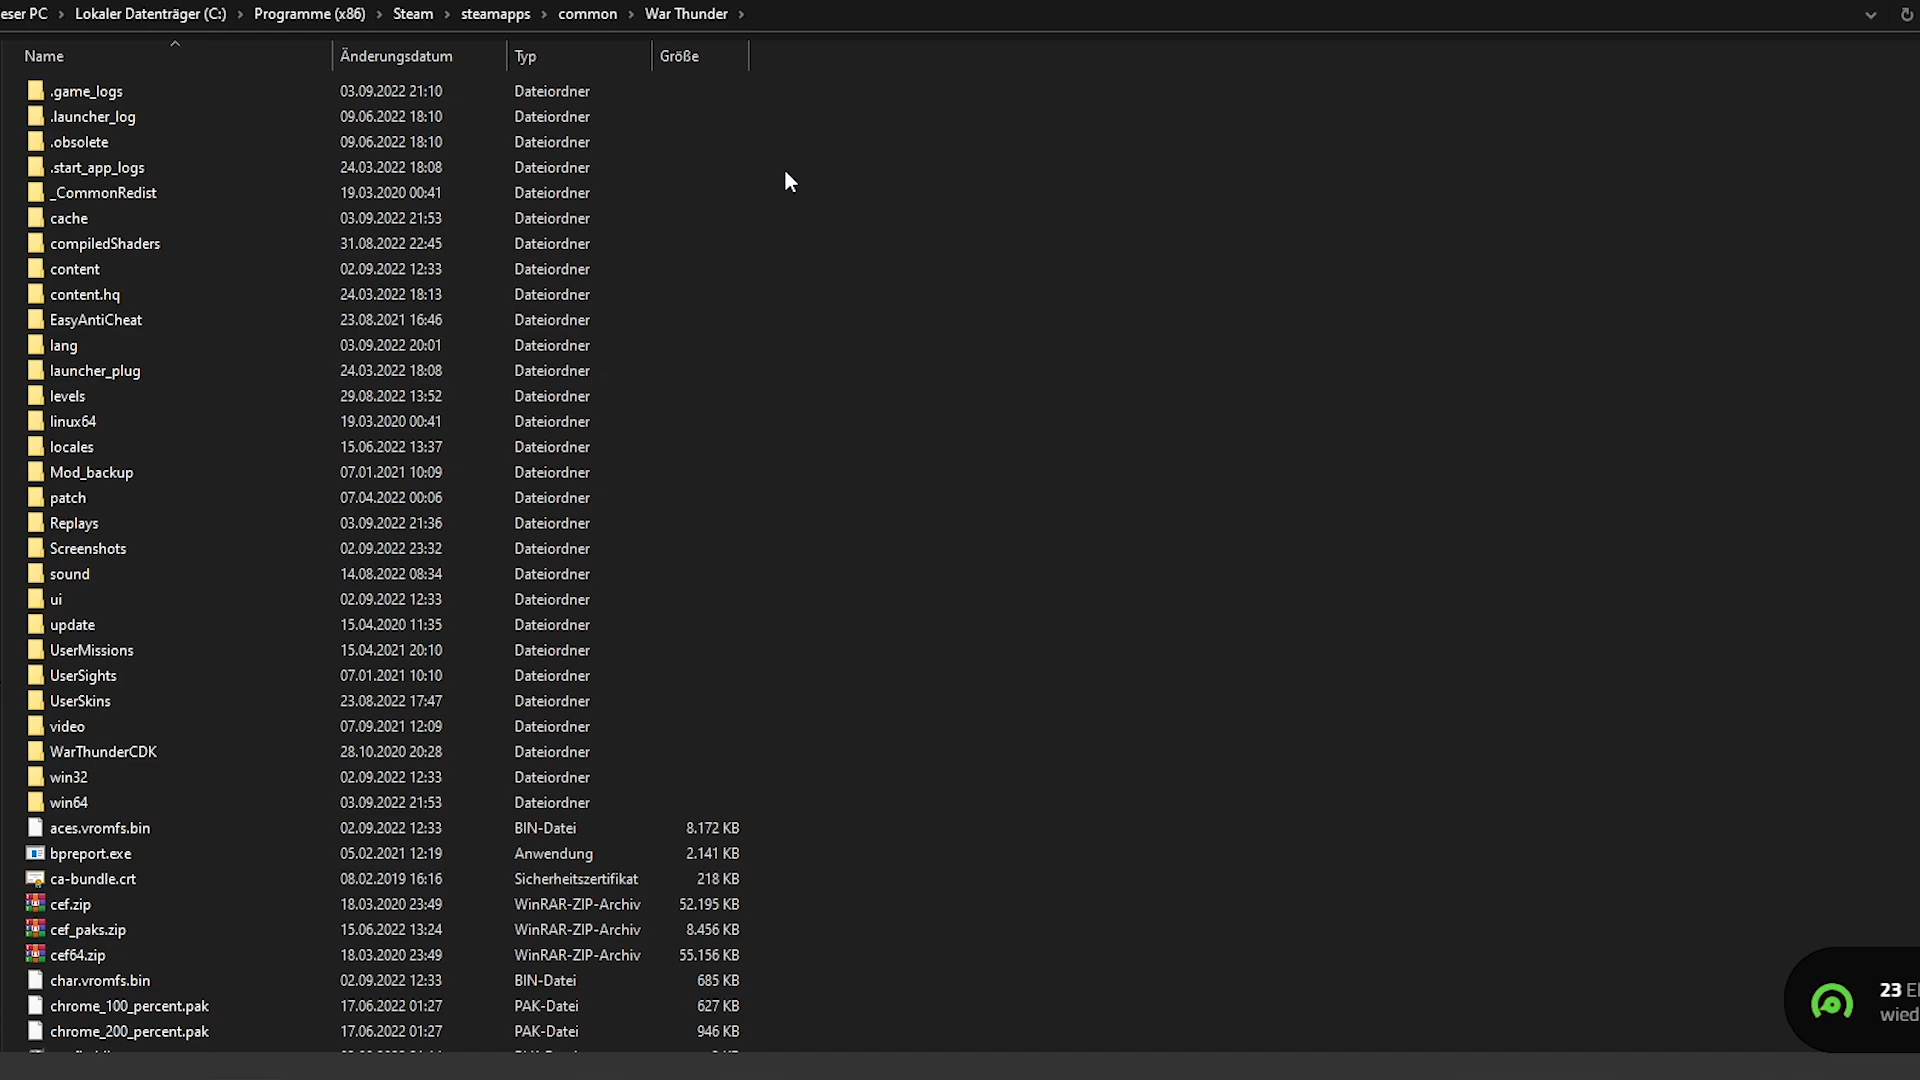 eser PC > Lokaler Datenträger (C:) > Programme (x86) > Steam > steamapps > common > War Thunder >
Name Änderungsdatum Typ Größe
.game_logs 03.09.2022 21:10 Dateiordner
.launcher_log 09.06.2022 18:10 Dateiordner
.obsolete 09.06.2022 18:10 Dateiordner
.start_app_logs 24.03.2022 18:08 Dateiordner
_CommonRedist 19.03.2020 00:41 Dateiordner
cache 03.09.2022 21:53 Dateiordner
compiledShaders 31.08.2022 22:45 Dateiordner
content 02.09.2022 12:33 Dateiordner
content.hq 24.03.2022 18:13 Dateiordner
EasyAntiCheat 23.08.2021 16:46 Dateiordner
lang 03.09.2022 20:01 Dateiordner
launcher_plug 24.03.2022 18:08 Dateiordner
levels 29.08.2022 13:52 Dateiordner
linux64 19.03.2020 00:41 Dateiordner
locales 15.06.2022 13:37 Dateiordner
Mod_backup 07.01.2021 10:09 Dateiordner
patch 07.04.2022 00:06 Dateiordner
Replays 03.09.2022 21:36 Dateiordner
Screenshots 02.09.2022 23:32 Dateiordner
sound 14.08.2022 08:34 Dateiordner
ui 02.09.2022 12:33 Dateiordner
update 15.04.2020 11:35 Dateiordner
UserMissions 15.04.2021 20:10 Dateiordner
UserSights 07.01.2021 10:10 Dateiordner
UserSkins 23.08.2022 17:47 Dateiordner
video 07.09.2021 12:09 Dateiordner
WarThunderCDK 28.10.2020 20:28 Dateiordner
win32 02.09.2022 12:33 Dateiordner
win64 03.09.2022 21:53 Dateiordner
aces.vromfs.bin 02.09.2022 12:33 BIN-Datei 8.172 KB
bpreport.exe 05.02.2021 12:19 Anwendung 2.141 KB
ca-bundle.crt 08.02.2019 16:16 Sicherheitszertifikat 218 KB
cef.zip 18.03.2020 23:49 WinRAR-ZIP-Archiv 52.195 KB
cef_paks.zip 15.06.2022 13:24 WinRAR-ZIP-Archiv 8.456 KB
cef64.zip 18.03.2020 23:49 WinRAR-ZIP-Archiv 55.156 KB
char.vromfs.bin 02.09.2022 12:33 BIN-Datei 685 KB
chrome_100_percent.pak 17.06.2022 01:27 PAK-Datei 627 KB
chrome_200_percent.pak 17.06.2022 01:27 PAK-Datei 946 KB
23 El
wied